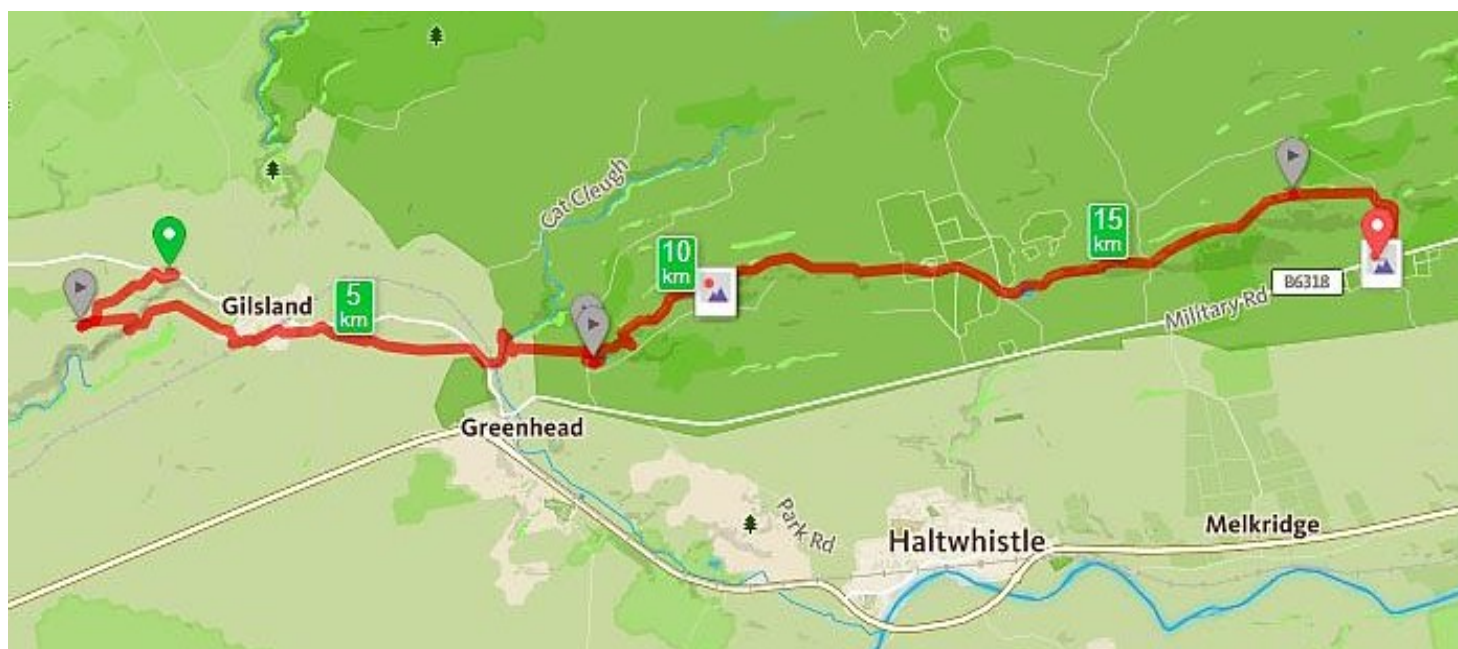 Cat Cleugh
10
km
15
km
5
km
Gilsland
B6318
Military Rd
Greenhead
Park Rd
Haltwhistle
Melkridge